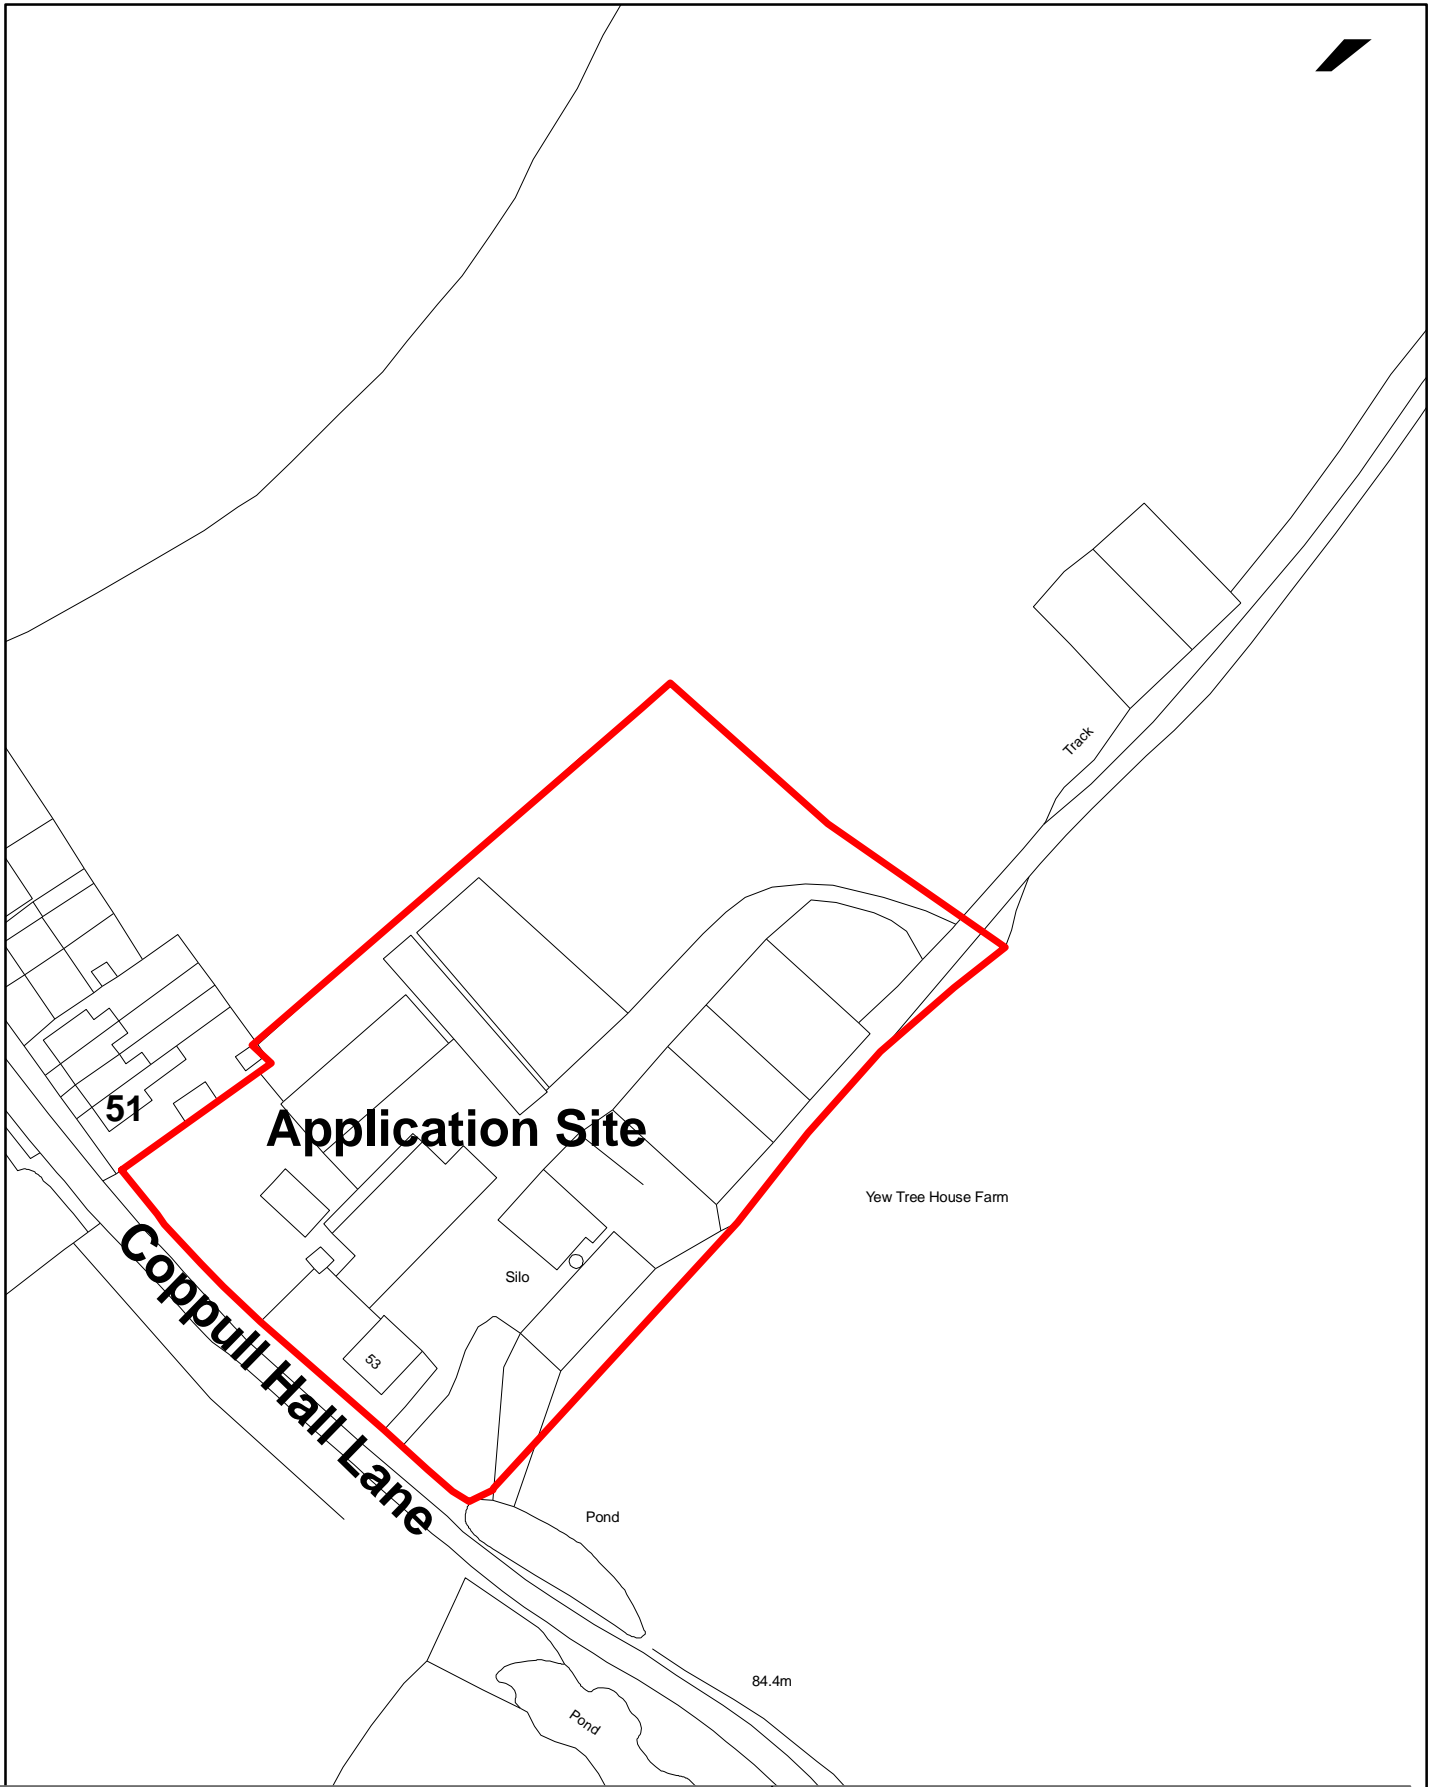 Track
51
Application Site
Yew Tree House Farm
Coppull Hall Lane
Silo
53
Pond
84.4m
Pond